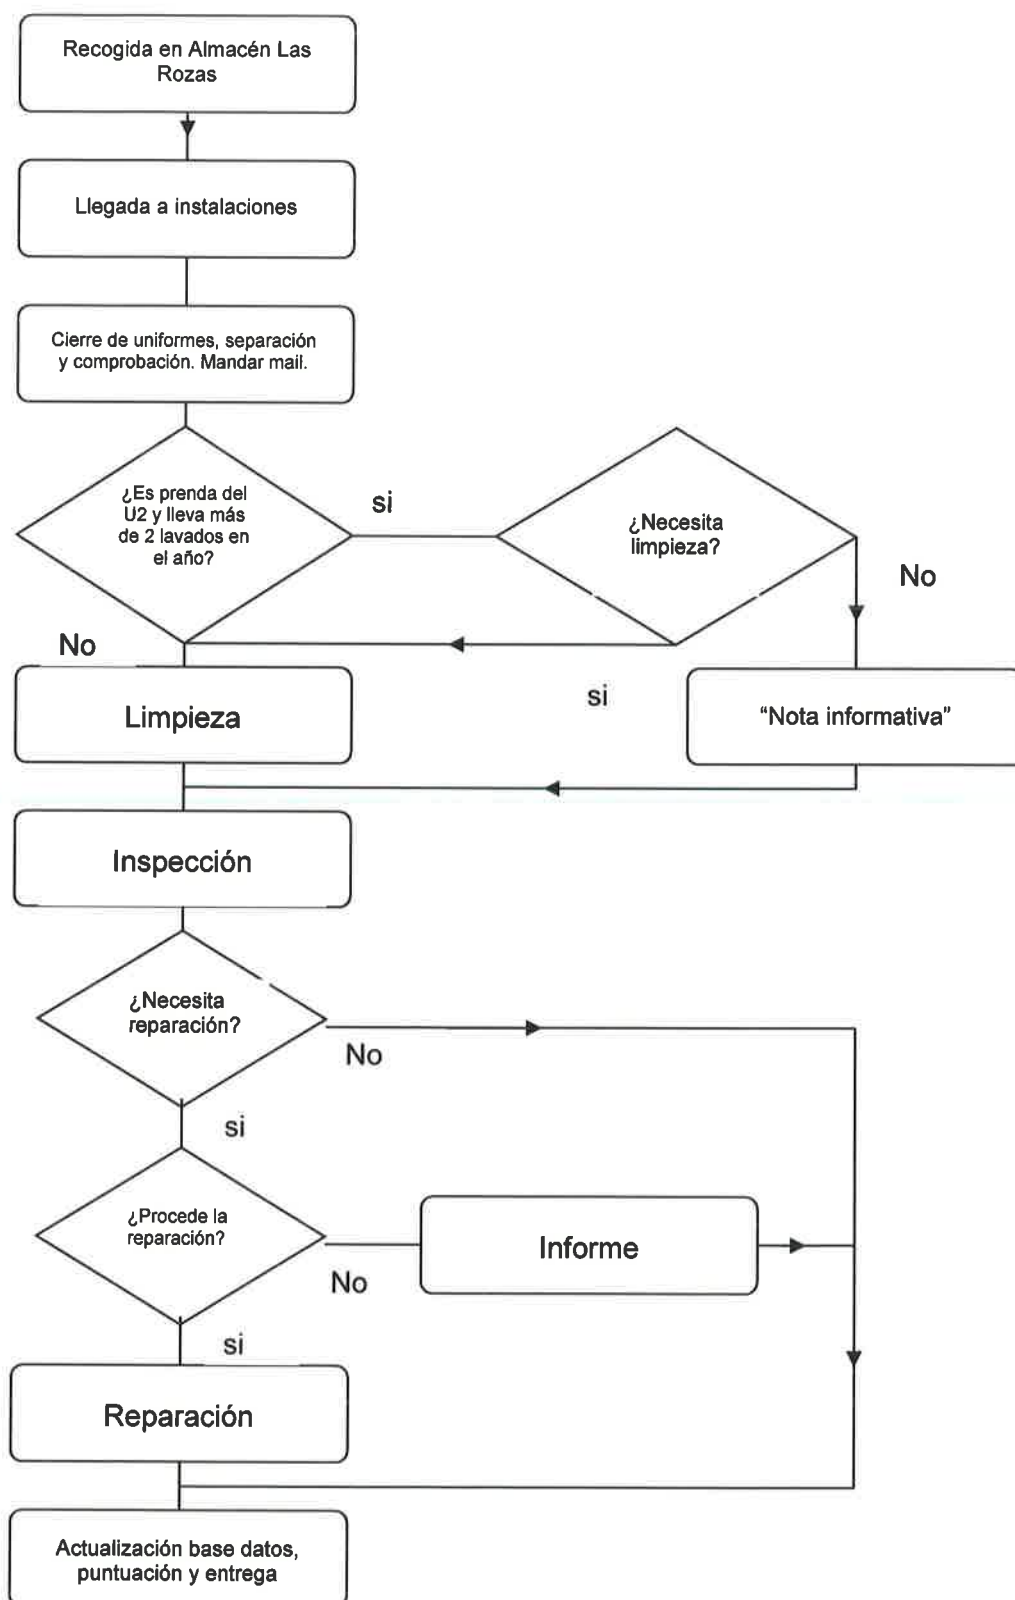 Recogida en Almacén Las
Rozas
Llegada a instalaciones
Cierre de uniformes, separación
y comprobación. Mandar mail.
¿Es prenda del
U2 y lleva más
de 2 lavados en
el año?
si
¿Necesita
limpieza?
No
No
si
Limpieza
“Nota informativa”
Inspección
¿Necesita
reparación?
No
si
¿Procede la
reparación?
Informe
No
si
Reparación
Actualización base datos,
puntuación y entrega